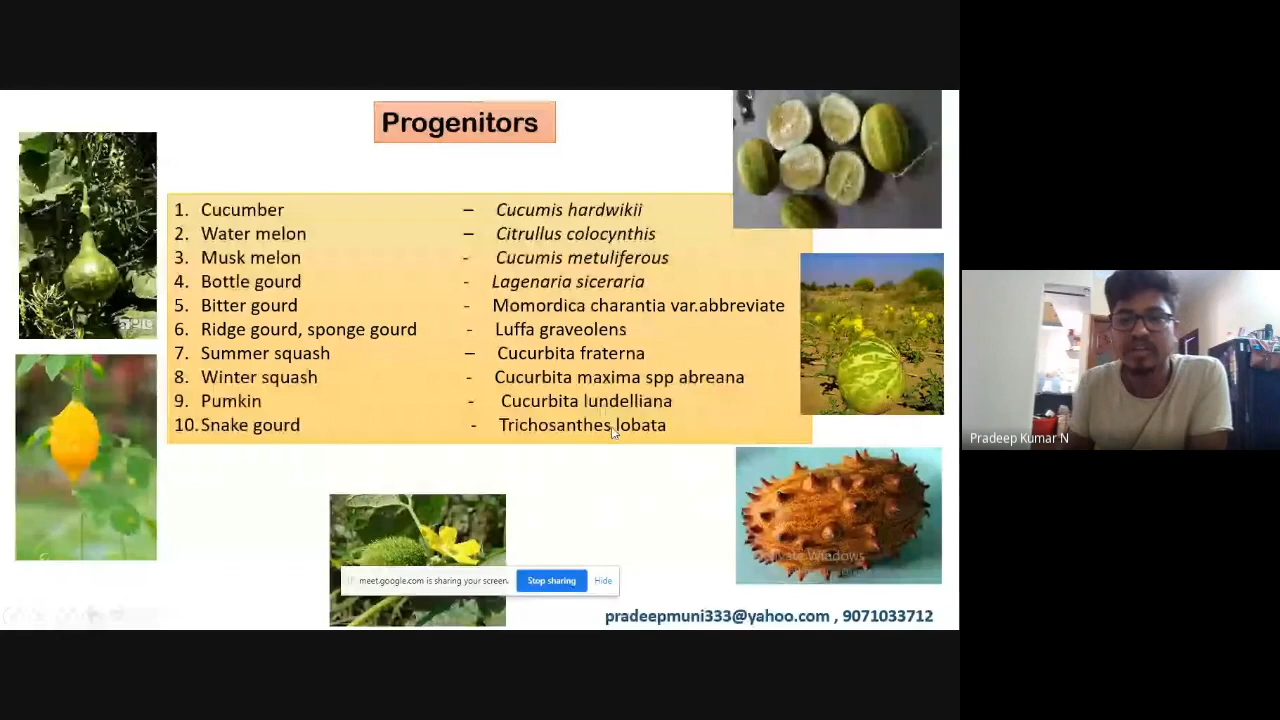 Progenitors
1. Cucumber – Cucumis hardwikii
2. Water melon – Citrullus colocynthis
3. Musk melon - Cucumis metuliferous
4. Bottle gourd - Lagenaria siceraria
5. Bitter gourd - Momordica charantia var.abbreviate
6. Ridge gourd, sponge gourd - Luffa graveolens
7. Summer squash – Cucurbita fraterna
8. Winter squash - Cucurbita maxima spp abreana
9. Pumkin - Cucurbita lundelliana
10. Snake gourd - Trichosanthes lobata
Pradeep Kumar N
Windows
meet.google.com is sharing your screen. Stop sharing Hide
pradeepmuni333@yahoo.com , 9071033712